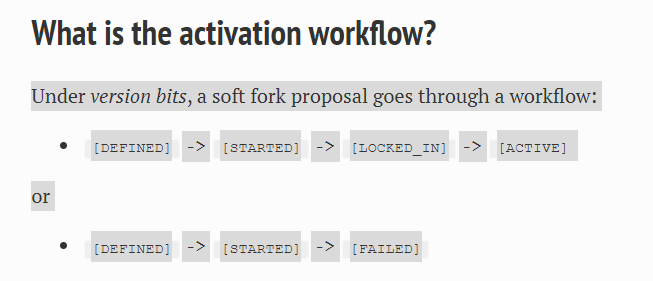 What is the activation workflow?
Under version bits, a soft fork proposal goes through a workflow:
• [DEFINED] -> [STARTED] -> [LOCKED_IN] -> [ACTIVE]
or
• [DEFINED] -> [STARTED] -> [FAILED]